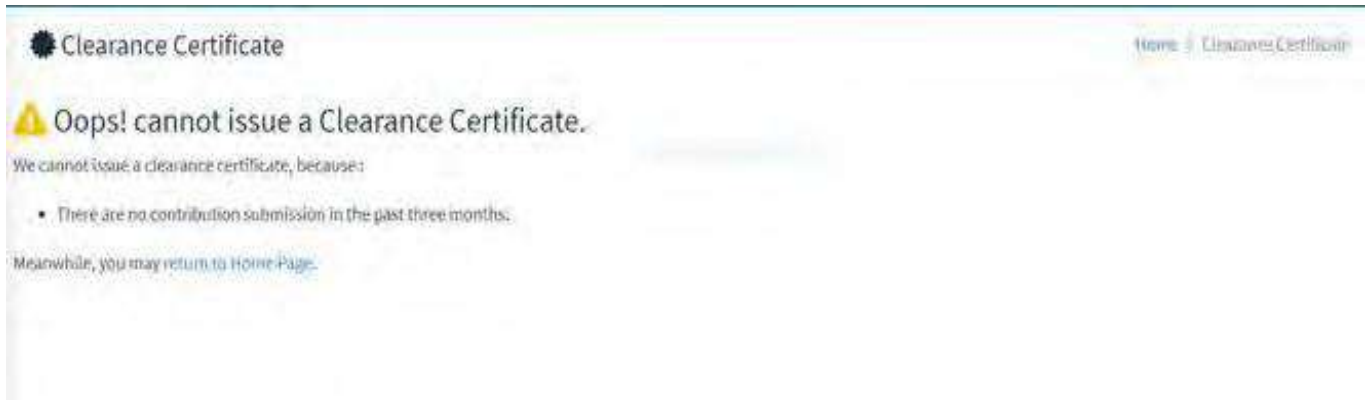 Clearance Certificate
Home / Clearance Certificate
Oops! cannot issue a Clearance Certificate.
We cannot issue a clearance certificate, because :
• There are no contribution submission in the past three months.
Meanwhile, you may return to Home Page.